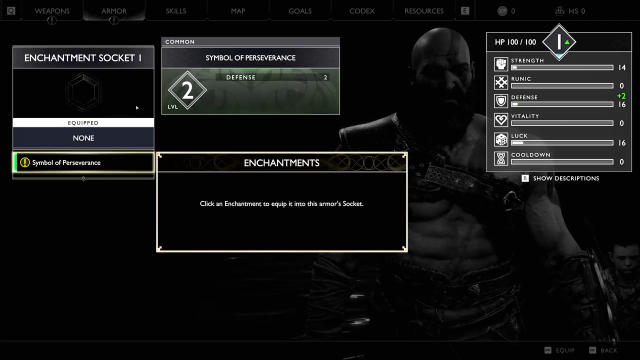 Q WEAPONS ARMOR SKILLS MAP GOALS CODEX RESOURCES E 0 HS 0
ENCHANTMENT SOCKET 1
EQUIPPED
NONE
Symbol of Perseverance
COMMON
SYMBOL OF PERSEVERANCE
DEFENSE 2
2
LVL
ENCHANTMENTS
Click an Enchantment to equip it into this armor's Socket.
HP 100 / 100 1
STRENGTH 14
RUNIC 0
DEFENSE +2 16
VITALITY 0
LUCK 16
COOLDOWN 0
SHOW DESCRIPTIONS
EQUIP BACK